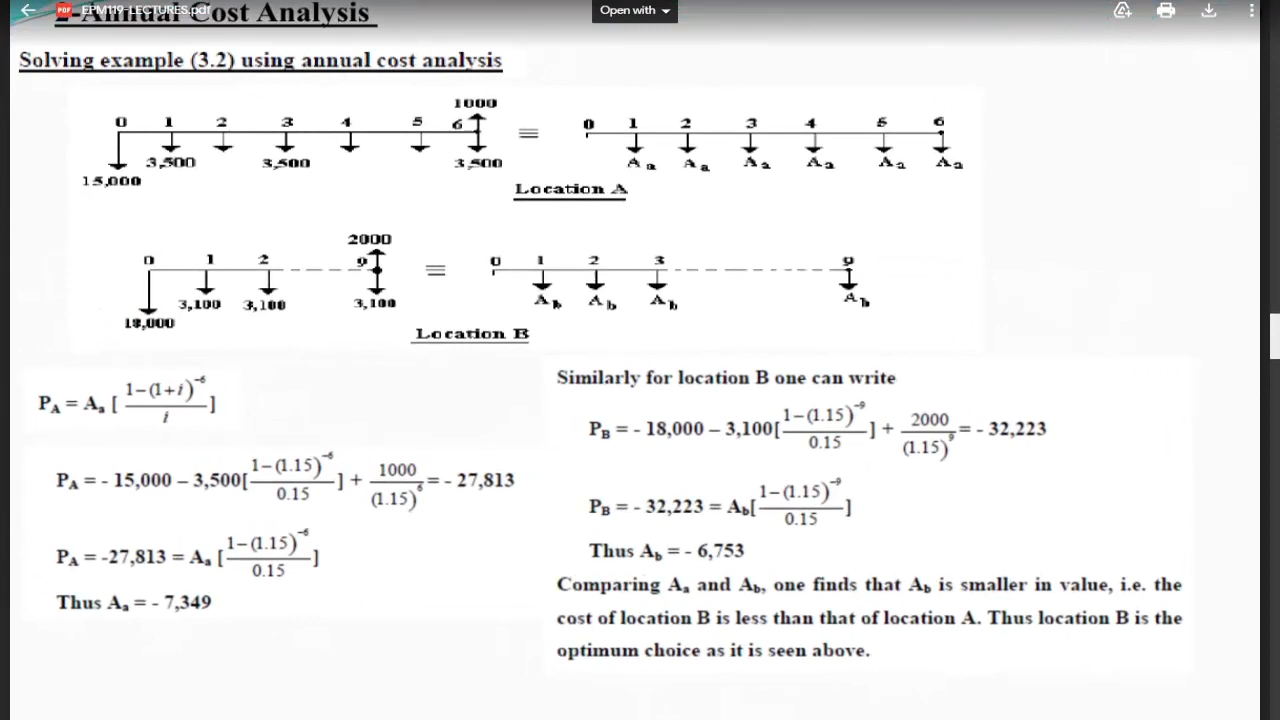 2-Annual Cost Analysis
EPM119-LECTURES.pdf
PDF
Open with
Solving example (3.2) using annual cost analysis
1000
0 1 2 3 4 5 6 ≡ 0 1 2 3 4 5 6
3,500 3,500 3,500 Aa Aa Aa Aa Aa Aa
15,000
Location A
2000
0 1 2 9 ≡ 0 1 2 3 9
3,100 3,100 3,100 Ab Ab Ab Ab
18,000
Location B
PA = Aa [ 1-(1+i)^-6 / i ]
PA = - 15,000 – 3,500[ 1-(1.15)^-6 / 0.15 ] + 1000 / (1.15)^6 = - 27,813
PA = -27,813 = Aa [ 1-(1.15)^-6 / 0.15 ]
Thus Aa = - 7,349
Similarly for location B one can write
PB = - 18,000 – 3,100[ 1-(1.15)^-9 / 0.15 ] + 2000 / (1.15)^9 = - 32,223
PB = - 32,223 = Ab[ 1-(1.15)^-9 / 0.15 ]
Thus Ab = - 6,753
Comparing Aa and Ab, one finds that Ab is smaller in value, i.e. the
cost of location B is less than that of location A. Thus location B is the
optimum choice as it is seen above.